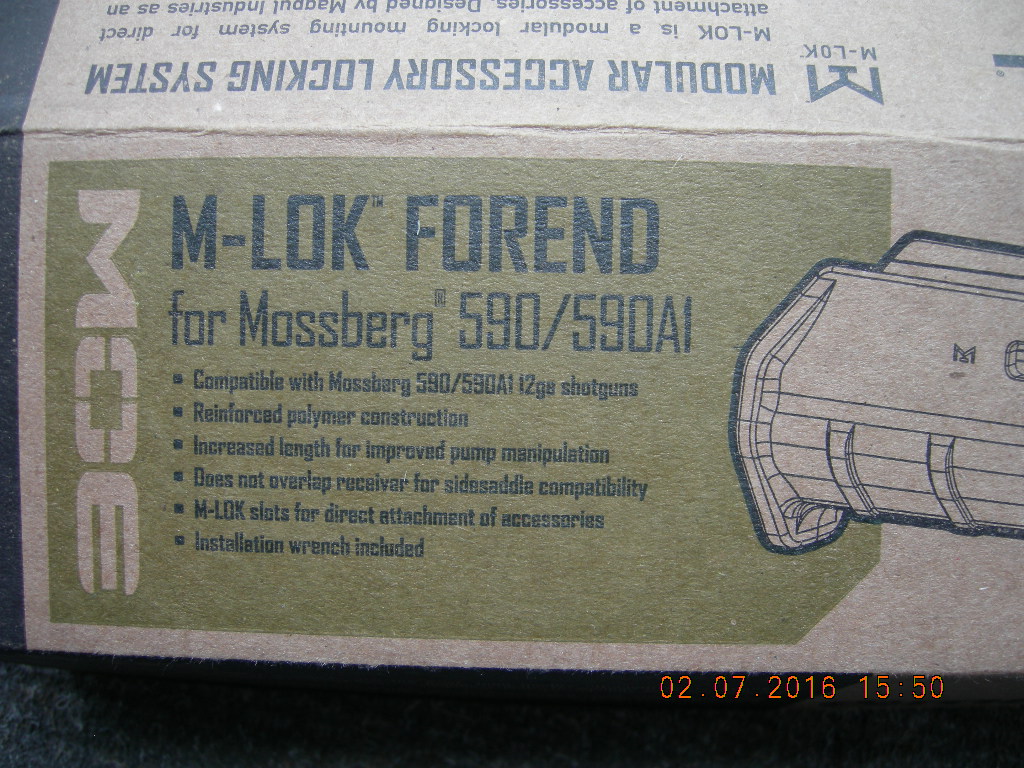 attachment of accessories. Designed by Magpul Industries as an
M-LOK is a modular locking mounting system for direct
MODULAR ACCESSORY LOCKING SYSTEM
M-LOK™
MOE
M-LOK™ FOREND
for Mossberg® 590/590A1
▪ Compatible with Mossberg 590/590A1 12ga shotguns
▪ Reinforced polymer construction
▪ Increased length for improved pump manipulation
▪ Does not overlap receiver for sidesaddle compatibility
▪ M-LOK slots for direct attachment of accessories
▪ Installation wrench included
02.07.2016 15:50